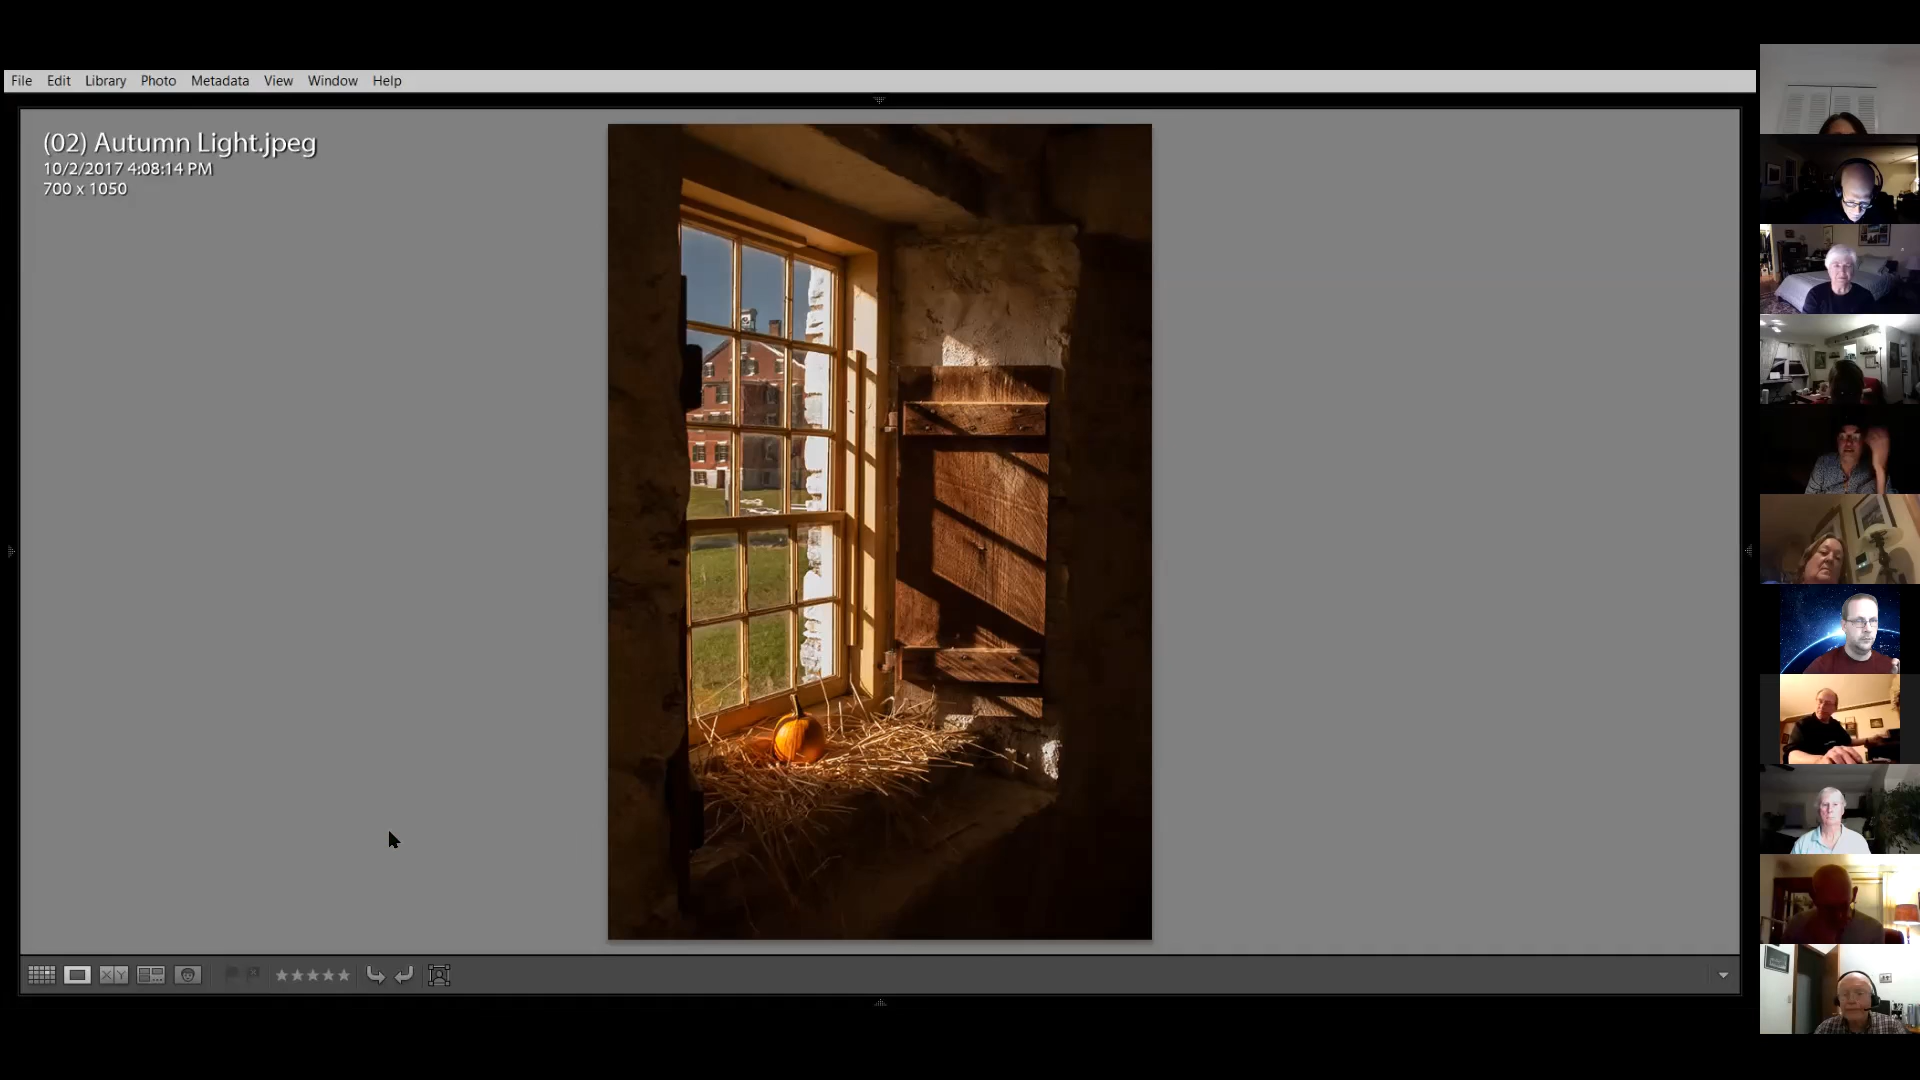 File Edit Library Photo Metadata View Window Help
(02) Autumn Light.jpeg
10/2/2017 4:08:14 PM
700 x 1050
XY